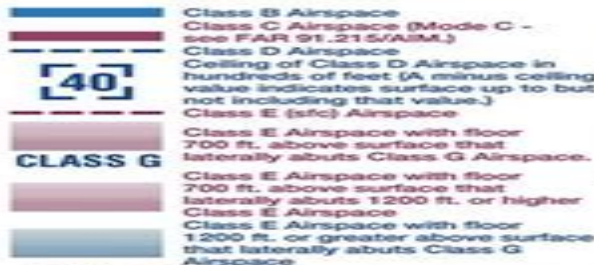 Class B Airspace
Class C Airspace (Mode C -
see FAR 91.215/AIM.)
Class D Airspace
[40]
Ceiling of Class D Airspace in
hundreds of feet (A minus ceiling
value indicates surface up to but
not including that value.)
Class E (sfc) Airspace
Class E Airspace with floor
700 ft. above surface that
laterally abuts Class G Airspace.
CLASS G
Class E Airspace with floor
700 ft. above surface that
laterally abuts 1200 ft. or higher
Class E Airspace
Class E Airspace with floor
1200 ft. or greater above surface
that laterally abuts Class G
Airspace